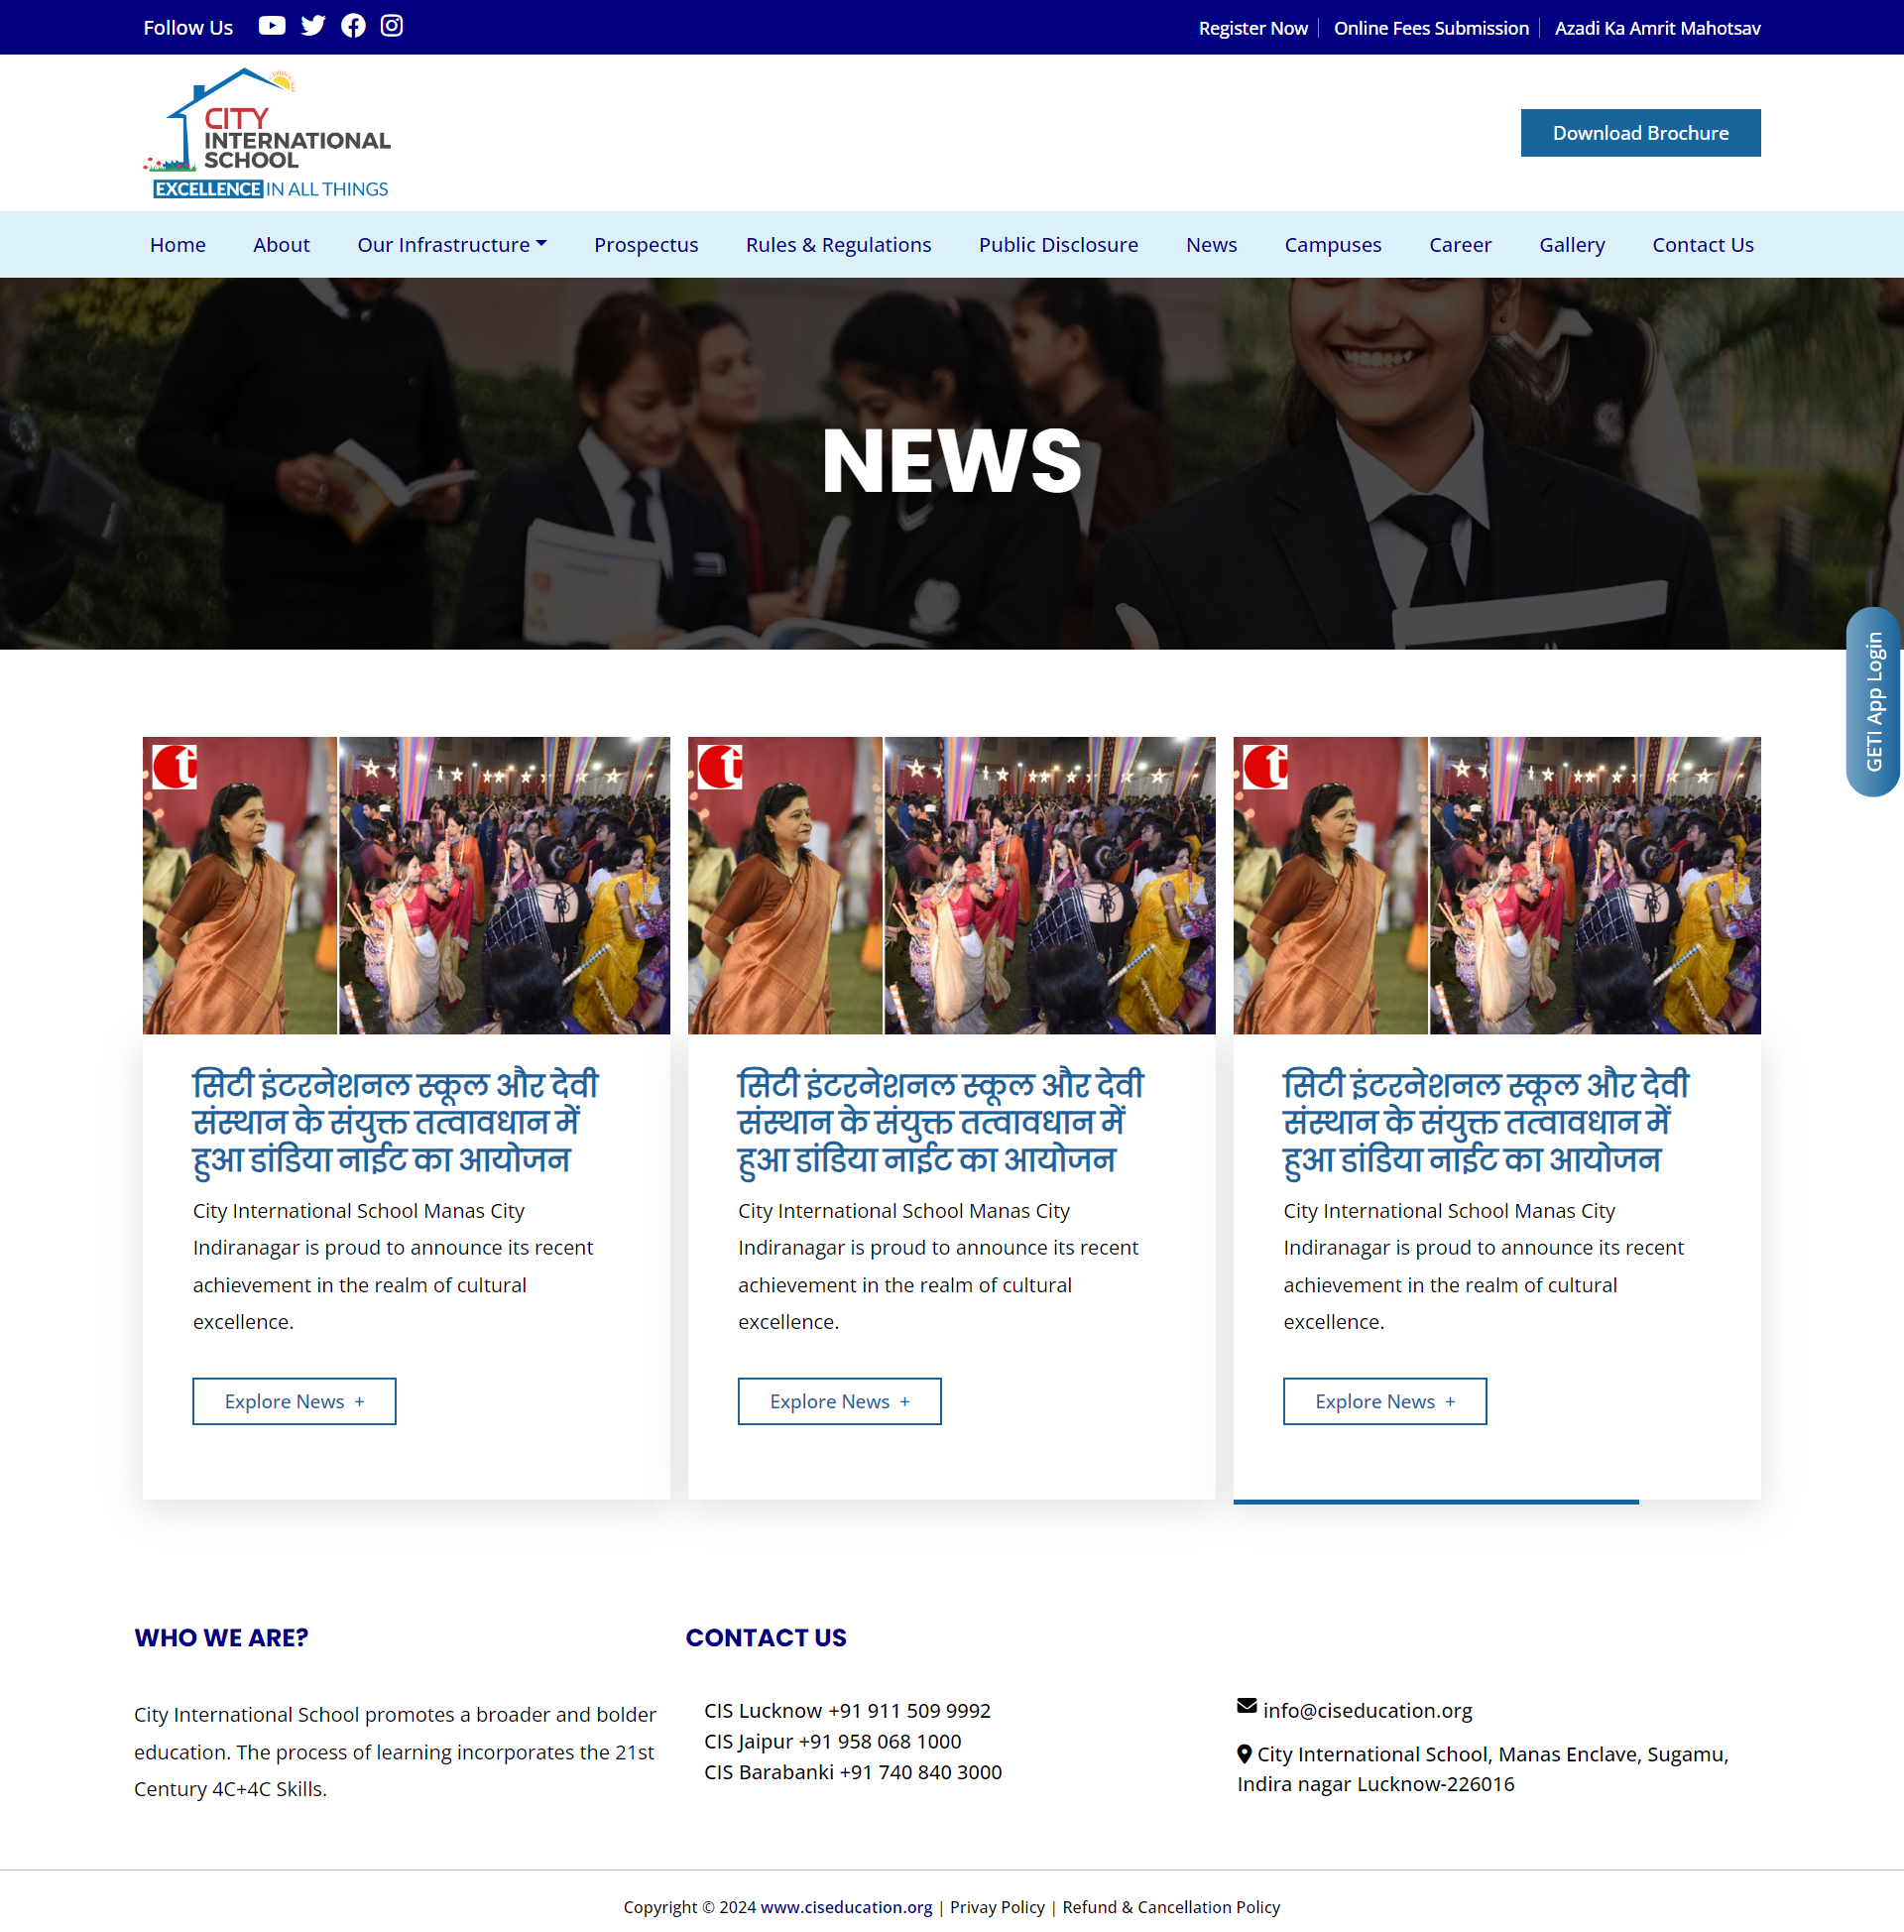 Follow Us
Register Now
Online Fees Submission
Azadi Ka Amrit Mahotsav
CITY
INTERNATIONAL
SCHOOL
EXCELLENCE IN ALL THINGS
Download Brochure
Home
About
Our Infrastructure
Prospectus
Rules & Regulations
Public Disclosure
News
Campuses
Career
Gallery
Contact Us
NEWS
GETI App Login
सिटी इंटरनेशनल स्कूल और देवी
संस्थान के संयुक्त तत्वावधान में
हुआ डांडिया नाईट का आयोजन
City International School Manas City
Indiranagar is proud to announce its recent
achievement in the realm of cultural
excellence.
Explore News +
सिटी इंटरनेशनल स्कूल और देवी
संस्थान के संयुक्त तत्वावधान में
हुआ डांडिया नाईट का आयोजन
City International School Manas City
Indiranagar is proud to announce its recent
achievement in the realm of cultural
excellence.
Explore News +
सिटी इंटरनेशनल स्कूल और देवी
संस्थान के संयुक्त तत्वावधान में
हुआ डांडिया नाईट का आयोजन
City International School Manas City
Indiranagar is proud to announce its recent
achievement in the realm of cultural
excellence.
Explore News +
WHO WE ARE?
City International School promotes a broader and bolder
education. The process of learning incorporates the 21st
Century 4C+4C Skills.
CONTACT US
CIS Lucknow +91 911 509 9992
CIS Jaipur +91 958 068 1000
CIS Barabanki +91 740 840 3000
info@ciseducation.org
City International School, Manas Enclave, Sugamu,
Indira nagar Lucknow-226016
Copyright © 2024 www.ciseducation.org | Privay Policy | Refund & Cancellation Policy